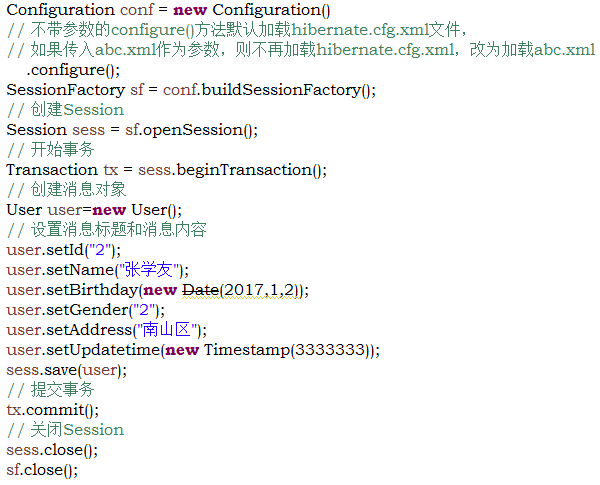 Configuration conf = new Configuration()
// 不带参数的configure()方法默认加载hibernate.cfg.xml文件，
// 如果传入abc.xml作为参数，则不再加载hibernate.cfg.xml，改为加载abc.xml
.configure();
SessionFactory sf = conf.buildSessionFactory();
// 创建Session
Session sess = sf.openSession();
// 开始事务
Transaction tx = sess.beginTransaction();
// 创建消息对象
User user=new User();
// 设置消息标题和消息内容
user.setId("2");
user.setName("张学友");
user.setBirthday(new Date(2017,1,2));
user.setGender("2");
user.setAddress("南山区");
user.setUpdatetime(new Timestamp(3333333));
sess.save(user);
// 提交事务
tx.commit();
// 关闭Session
sess.close();
sf.close();